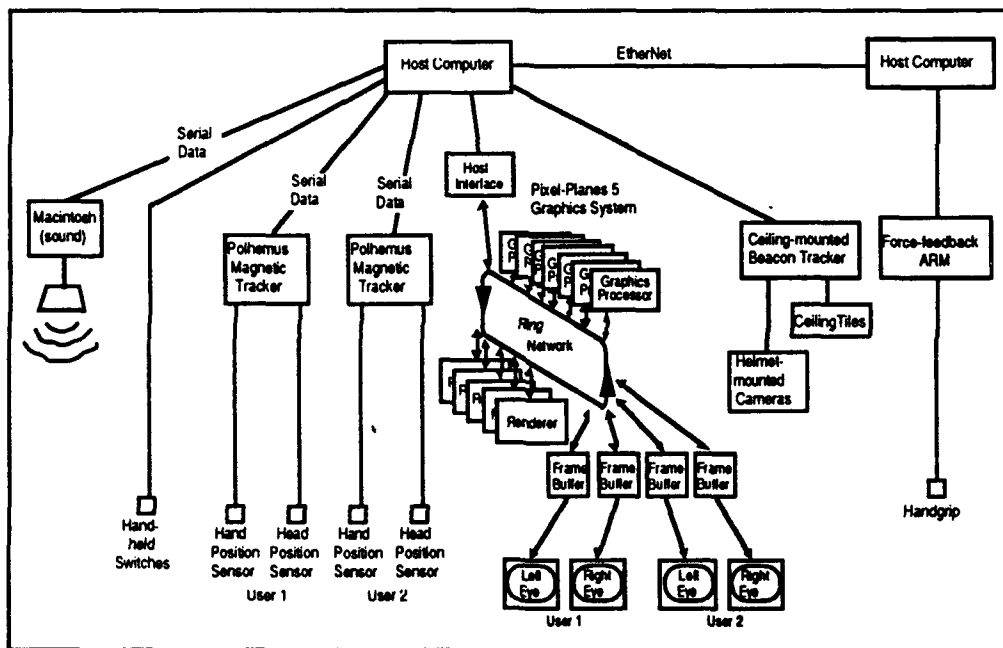 EtherNet
Host Computer
Host Computer
Serial
Data
Host
Interface
Serial
Data
Serial
Data
Pixel-Planes 5
Graphics System
Macintosh
(sound)
Polhemus
Magnetic
Tracker
Polhemus
Magnetic
Tracker
Ceiling-mounted
Beacon Tracker
Force-feedback
ARM
Graphics
Processor
Ring
Network
Ceiling Tiles
Helmet-
mounted
Cameras
Renderer
Frame
Buffer
Frame
Buffer
Frame
Buffer
Frame
Buffer
Hand-
held
Switches
Hand
Position
Sensor
Head
Position
Sensor
Hand
Position
Sensor
Head
Position
Sensor
Handgrip
User 1
User 2
Left
Eye
Right
Eye
Left
Eye
Right
Eye
User 1
User 2